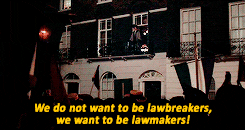 We do not want to be lawbreakers,
we want to be lawmakers!